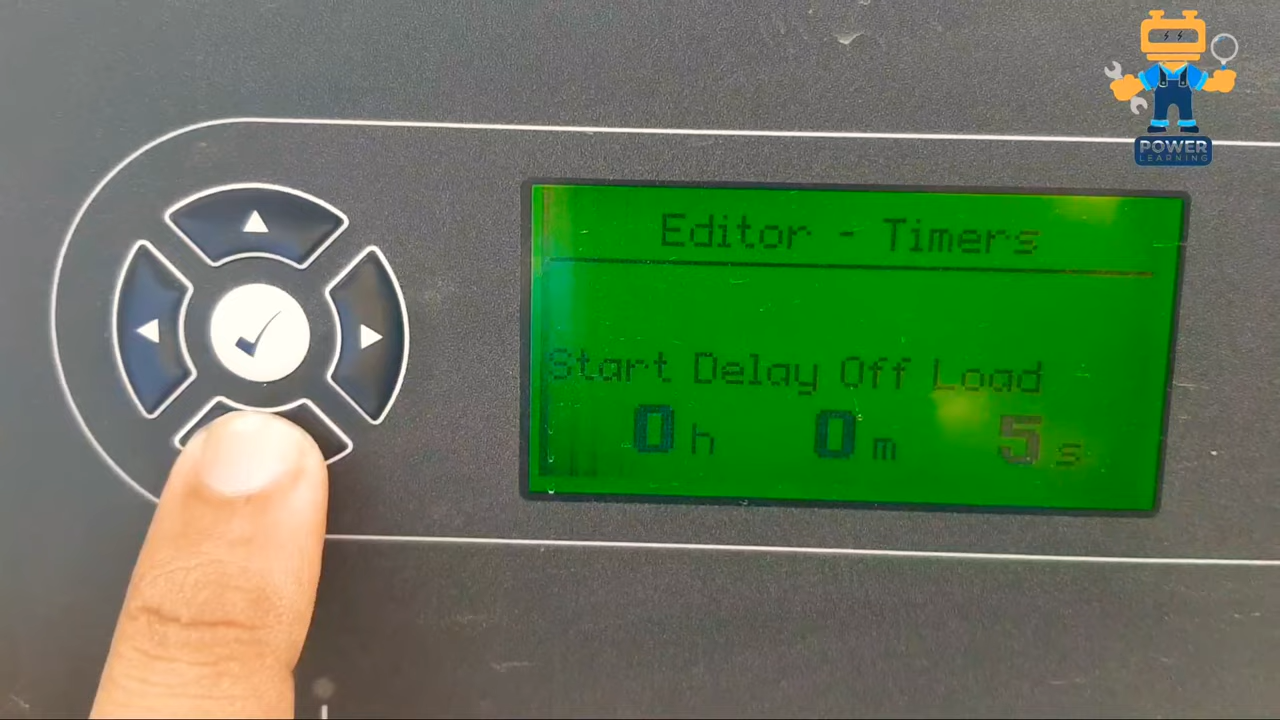 POWER
LEARNING
Editor - Timers
Start Delay Off Load
0h 0m 5s